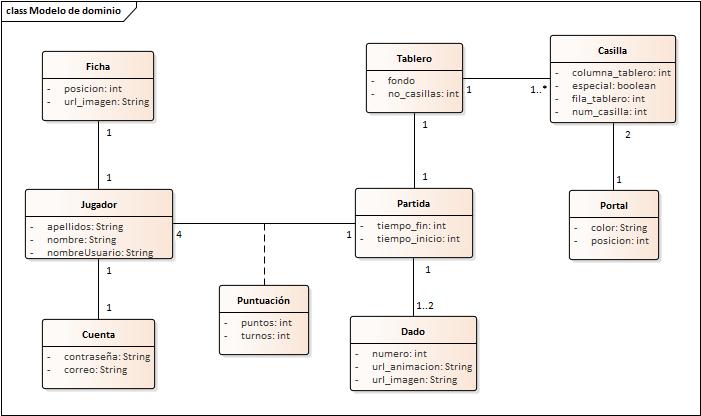 class Modelo de dominio
Ficha
- posicion: int
- url_imagen: String
Tablero
- fondo
- no_casillas: int
Casilla
- columna_tablero: int
- especial: boolean
- fila_tablero: int
- num_casilla: int
1
1..*
1
1
2
1
1
1
Jugador
- apellidos: String
- nombre: String
- nombreUsuario: String
Partida
- tiempo_fin: int
- tiempo_inicio: int
Portal
- color: String
- posicion: int
4
1
1
1
1
1..2
Puntuación
- puntos: int
- turnos: int
Cuenta
- contraseña: String
- correo: String
Dado
- numero: int
- url_animacion: String
- url_imagen: String